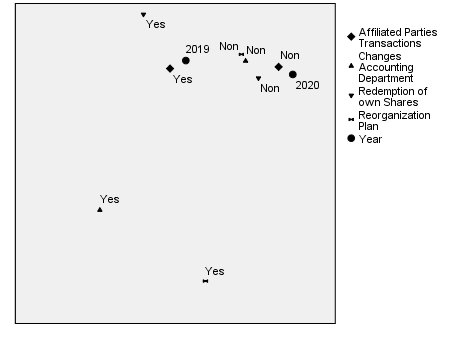 Yes
2019
Non
Non
Non
Yes
Non
2020
Yes
Yes
Affiliated Parties
Transactions
Changes
Accounting
Department
Redemption of
own Shares
Reorganization
Plan
Year